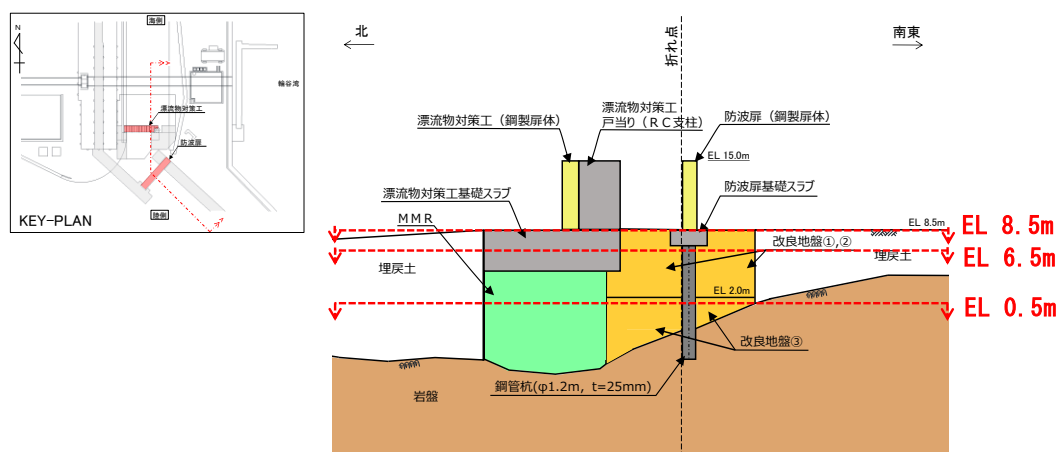 海側
N
輪谷湾
漂流物対策工
防波扉
陸側
KEY-PLAN
北
折れ点
南東
漂流物対策工（鋼製扉体）
漂流物対策工
戸当り（ＲＣ支柱）
防波扉（鋼製扉体）
EL 15.0m
漂流物対策工基礎スラブ
防波扉基礎スラブ
ＭＭＲ
EL 8.5m
EL 8.5m
改良地盤①,②
EL 6.5m
埋戻土
埋戻土
EL 2.0m
EL 0.5m
改良地盤③
鋼管杭(φ1.2m, t=25mm)
岩盤